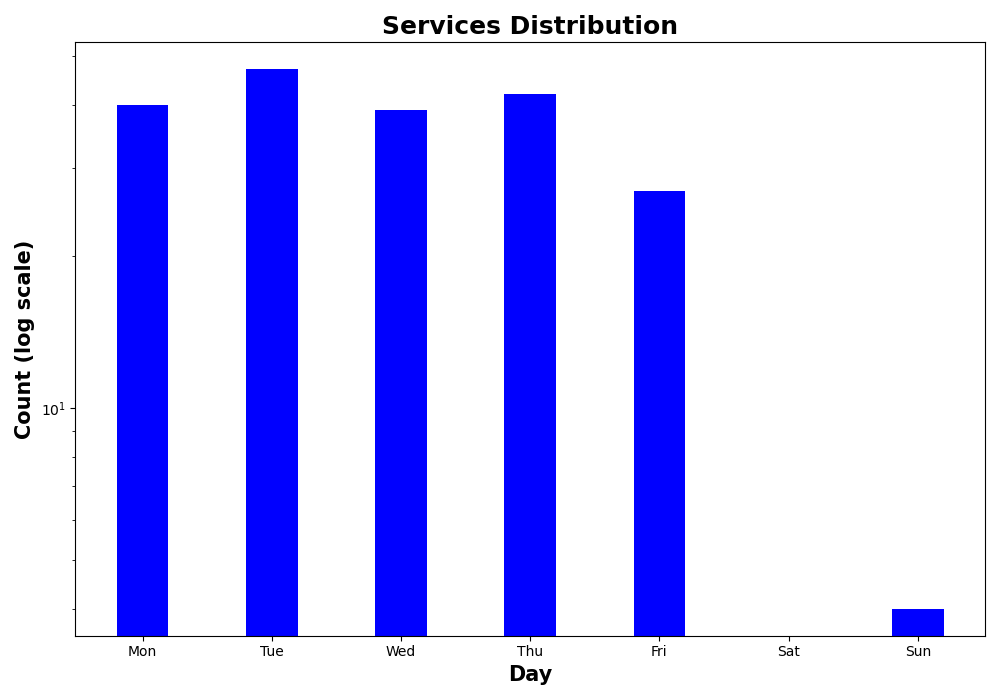 Services Distribution
Count (log scale)
10¹
Mon Tue Wed Thu Fri Sat Sun
Day